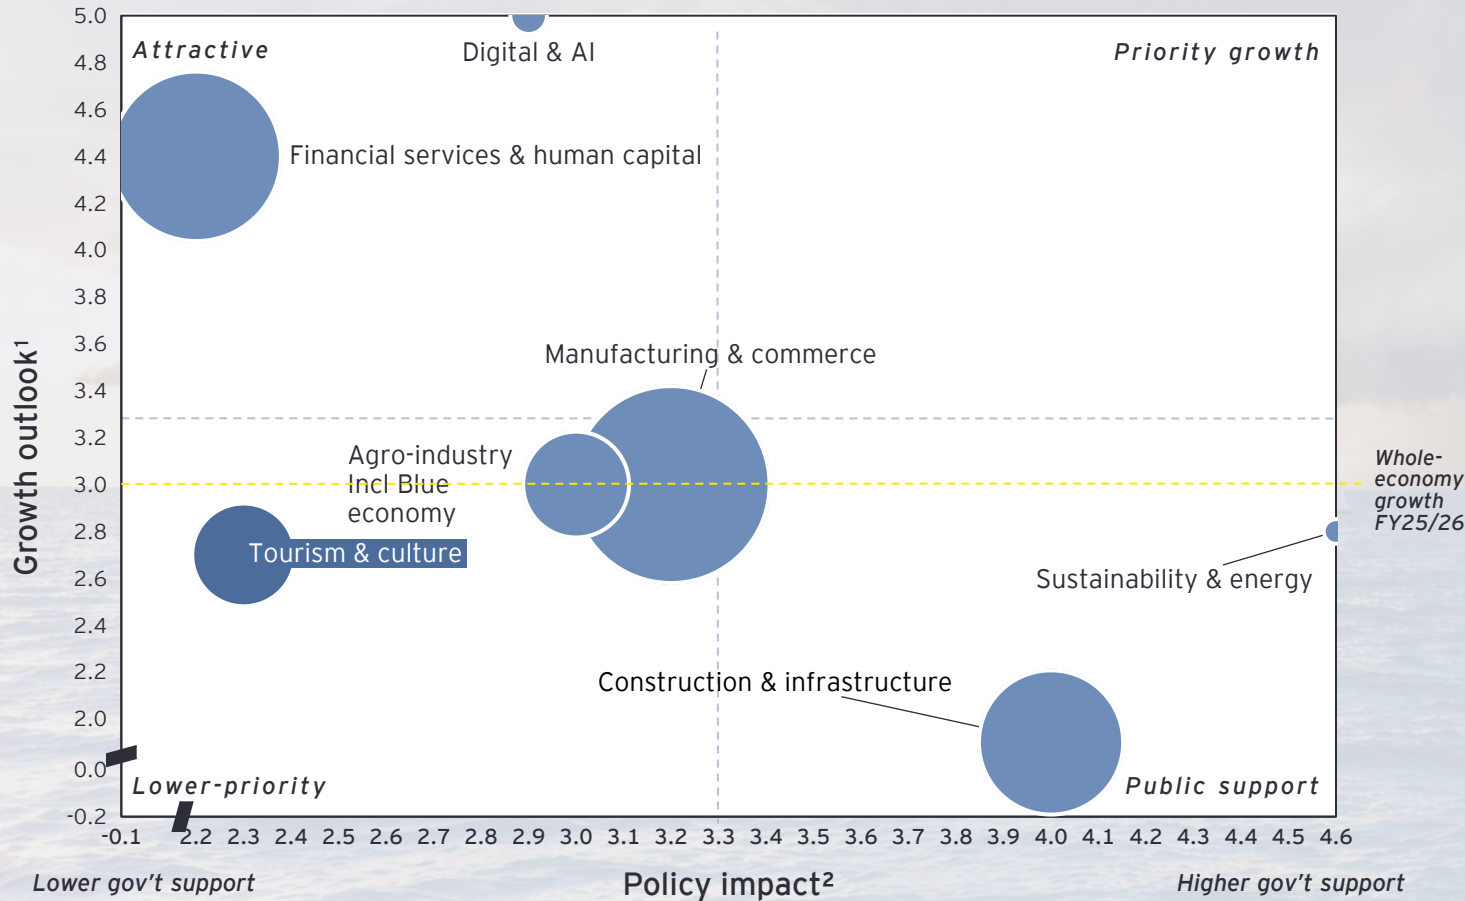 5.0
4.8
4.6
4.4
4.2
4.0
3.8
3.6
3.4
3.2
3.0
2.8
2.6
2.4
2.2
2.0
0.0
-0.2
Growth outlook¹
Attractive
Digital & AI
Priority growth
Financial services & human capital
Manufacturing & commerce
Agro-industry
Incl Blue
economy
Whole-
economy
growth
FY25/26
Tourism & culture
Sustainability & energy
Construction & infrastructure
Lower-priority
Public support
-0.1 2.2 2.3 2.4 2.5 2.6 2.7 2.8 2.9 3.0 3.1 3.2 3.3 3.4 3.5 3.6 3.7 3.8 3.9 4.0 4.1 4.2 4.3 4.4 4.5 4.6
Lower gov't support
Policy impact²
Higher gov't support